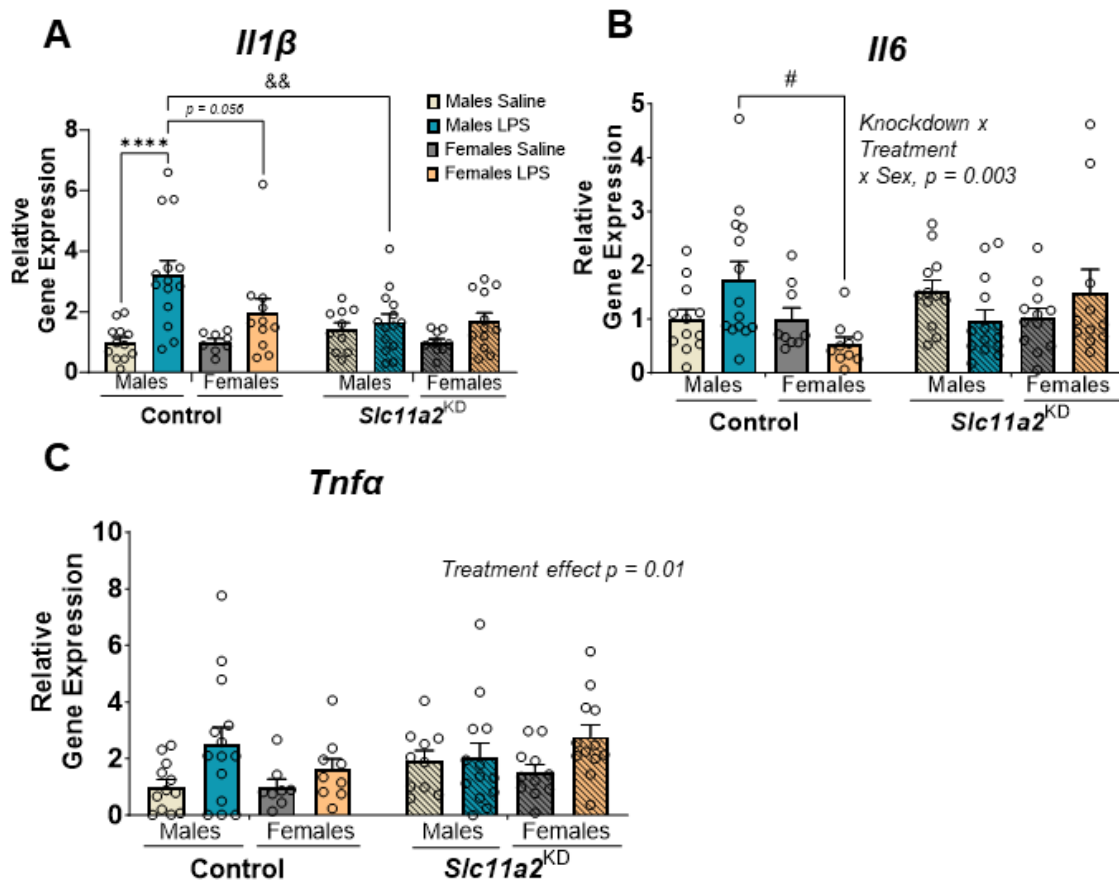 A
Il1β
&&
p = 0.056
****
Males Saline
Males LPS
Females Saline
Females LPS
Relative
Gene Expression
8
6
4
2
0
Males
Females
Males
Females
Control
Slc11a2KD
B
Il6
#
Knockdown x
Treatment
x Sex, p = 0.003
Relative
Gene Expression
5
4
3
2
1
0
Males
Females
Males
Females
Control
Slc11a2KD
C
Tnfα
Treatment effect p = 0.01
Relative
Gene Expression
10
8
6
4
2
0
Males
Females
Males
Females
Control
Slc11a2KD